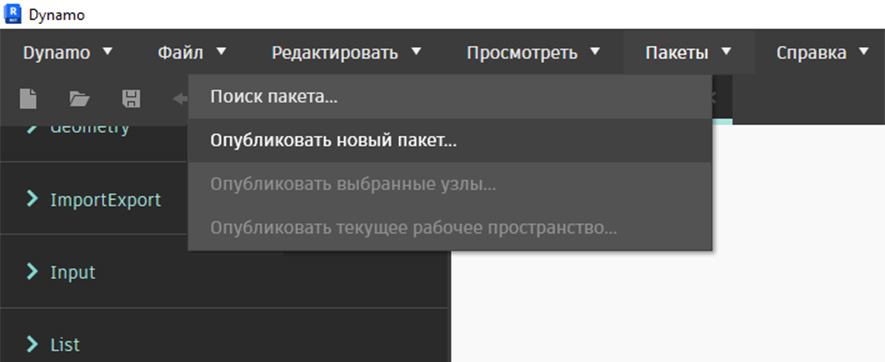 Dynamo
Dynamo Файл Редактировать Просмотреть Пакеты Справка
Поиск пакета...
Geometry
Опубликовать новый пакет...
Опубликовать выбранные узлы...
ImportExport
Опубликовать текущее рабочее пространство...
Input
List